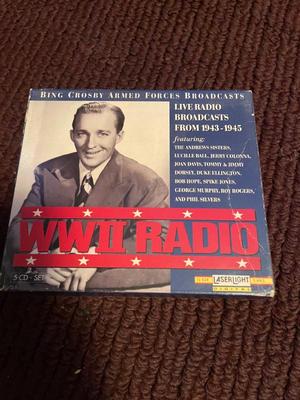 BING CROSBY ARMED FORCES BROADCASTS
LIVE RADIO
BROADCASTS
FROM 1943-1945
featuring:
THE ANDREWS SISTERS,
LUCILLE BALL, JERRY COLONNA,
JOAN DAVIS, TOMMY & JIMMY
DORSEY, DUKE ELLINGTON,
BOB HOPE, SPIKE JONES,
GEORGE MURPHY, ROY ROGERS,
AND PHIL SILVERS
WWII RADIO
5 CD - SET
LASERLIGHT
DIGITAL